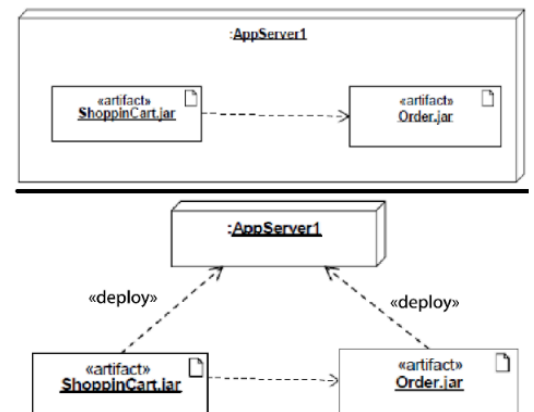 :AppServer1
«artifact»
ShoppinCart.jar
«artifact»
Order.jar
:AppServer1
«deploy»
«deploy»
«artifact»
ShoppinCart.jar
«artifact»
Order.jar